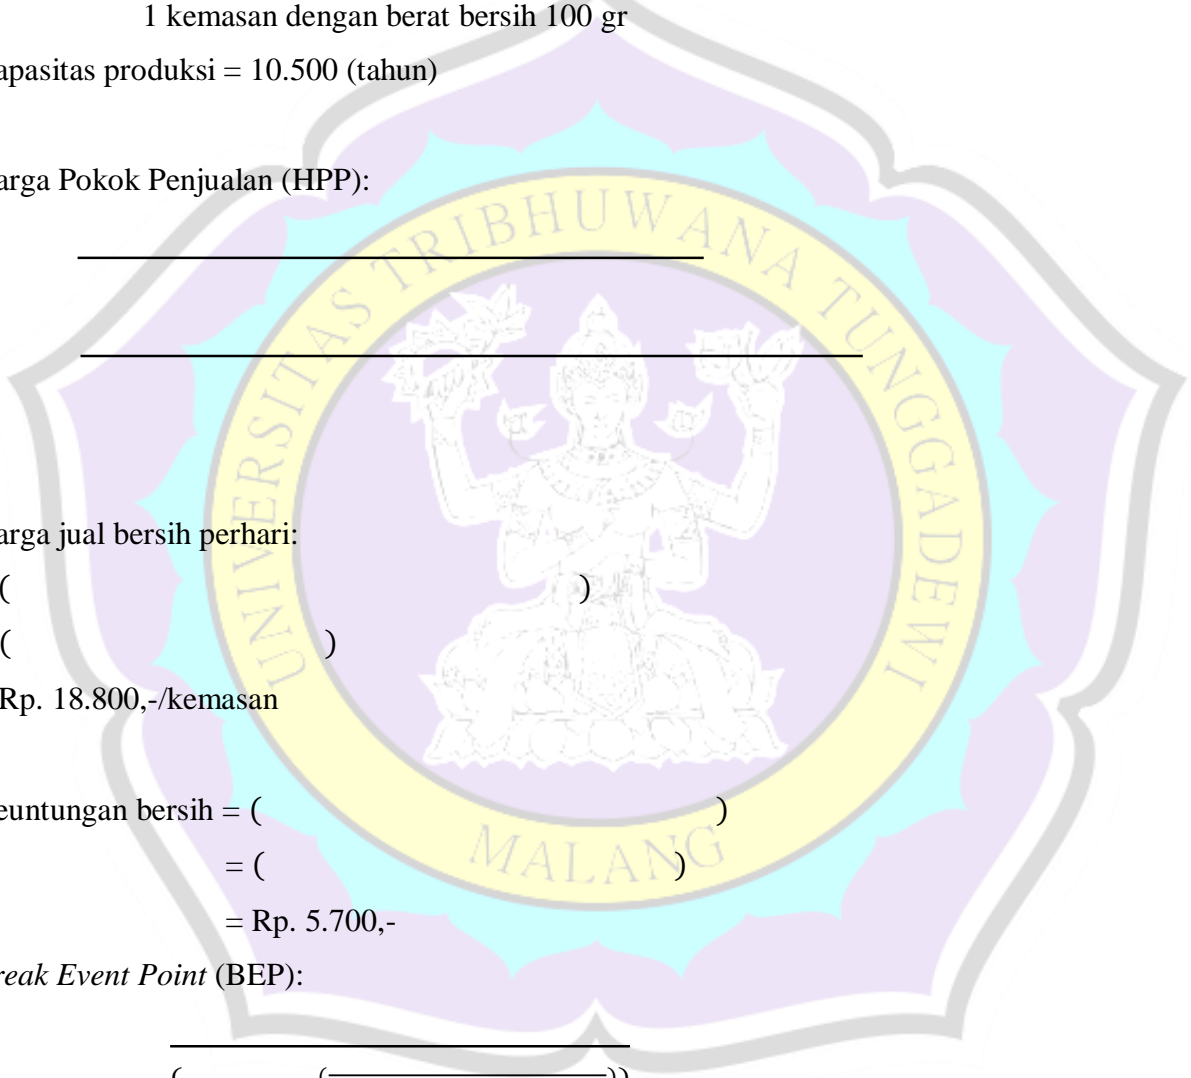 1 kemasan dengan berat bersih 100 gr
apasitas produksi = 10.500 (tahun)
arga Pokok Penjualan (HPP):
UNIVERSITAS TRIBHUWANA TUNGGADEWI
arga jual bersih perhari:
( )
( )
Rp. 18.800,-/kemasan
euntungan bersih = ( )
MALANG
= ( )
= Rp. 5.700,-
reak Event Point (BEP):
( ( ))